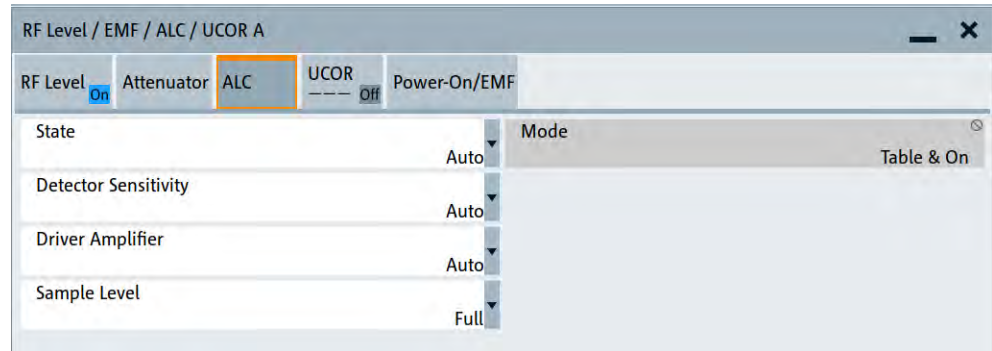 RF Level / EMF / ALC / UCOR A
RF Level On Attenuator ALC UCOR --- Off Power-On/EMF
State
Auto
Mode
Table & On
Detector Sensitivity
Auto
Driver Amplifier
Auto
Sample Level
Full